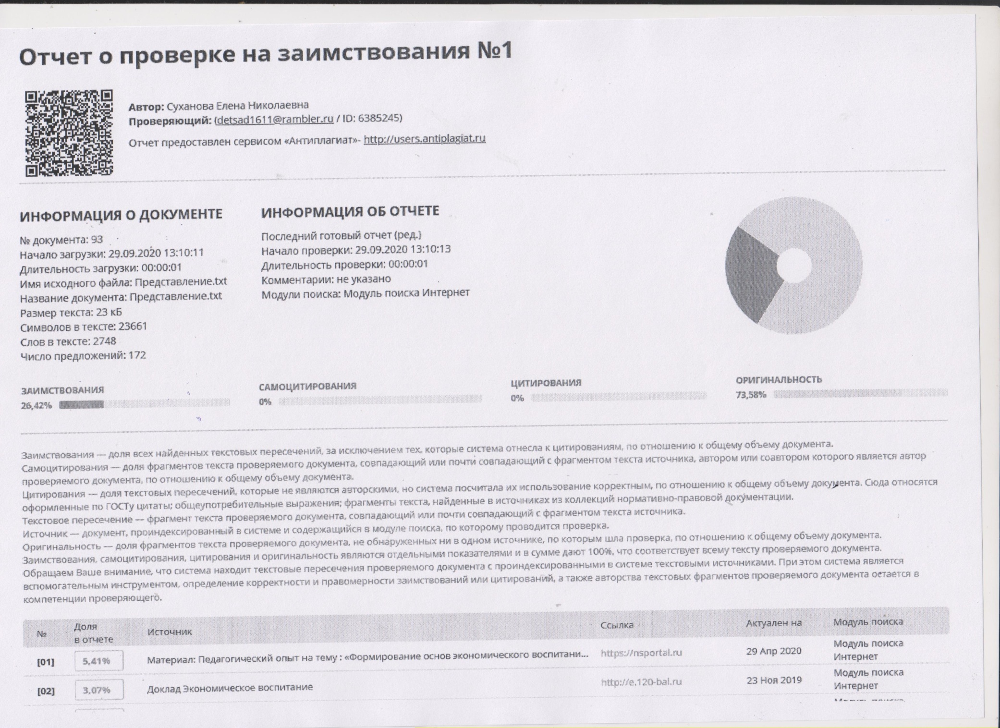 Отчет о проверке на заимствования №1
Автор: Суханова Елена Николаевна
Проверяющий: (detsad1611@rambler.ru / ID: 6385245)
Отчет предоставлен сервисом «Антиплагиат»- http://users.antiplagiat.ru
ИНФОРМАЦИЯ О ДОКУМЕНТЕ
№ документа: 93
Начало загрузки: 29.09.2020 13:10:11
Длительность загрузки: 00:00:01
Имя исходного файла: Представление.txt
Название документа: Представление.txt
Размер текста: 23 кБ
Символов в тексте: 23661
Слов в тексте: 2748
Число предложений: 172
ИНФОРМАЦИЯ ОБ ОТЧЕТЕ
Последний готовый отчет (ред.)
Начало проверки: 29.09.2020 13:10:13
Длительность проверки: 00:00:01
Комментарии: не указано
Модули поиска: Модуль поиска Интернет
ЗАИМСТВОВАНИЯ
26,42%
САМОЦИТИРОВАНИЯ
0%
ЦИТИРОВАНИЯ
0%
ОРИГИНАЛЬНОСТЬ
73,58%
Заимствования — доля всех найденных текстовых пересечений, за исключением тех, которые система отнесла к цитированиям, по отношению к общему объему документа.
Самоцитирования — доля фрагментов текста проверяемого документа, совпадающий или почти совпадающий с фрагментом текста источника, автором или соавтором которого является автор
проверяемого документа, по отношению к общему объему документа.
Цитирования — доля текстовых пересечений, которые не являются авторскими, но система посчитала их использование корректным, по отношению к общему объему документа. Сюда относятся
оформленные по ГОСТу цитаты; общеупотребительные выражения; фрагменты текста, найденные в источниках из коллекций нормативно-правовой документации.
Текстовое пересечение — фрагмент текста проверяемого документа, совпадающий или почти совпадающий с фрагментом текста источника.
Источник — документ, проиндексированный в системе и содержащийся в модуле поиска, по которому проводится проверка.
Оригинальность — доля фрагментов текста проверяемого документа, не обнаруженных ни в одном источнике, по которым шла проверка, по отношению к общему объему документа.
Заимствования, самоцитирования, цитирования и оригинальность являются отдельными показателями и в сумме дают 100%, что соответствует всему тексту проверяемого документа.
Обращаем Ваше внимание, что система находит текстовые пересечения проверяемого документа с проиндексированными в системе текстовыми источниками. При этом система является
вспомогательным инструментом, определение корректности и правомерности заимствований или цитирований, а также авторства текстовых фрагментов проверяемого документа остается в
компетенции проверяющего.
№ Доля в отчете Источник Ссылка Актуален на Модуль поиска
[01] 5,41% Материал: Педагогический опыт на тему : «Формирование основ экономического воспитани... https://nsportal.ru 29 Апр 2020 Модуль поиска Интернет
[02] 3,07% Доклад Экономическое воспитание http://e.120-bal.ru 23 Ноя 2019 Модуль поиска Интернет